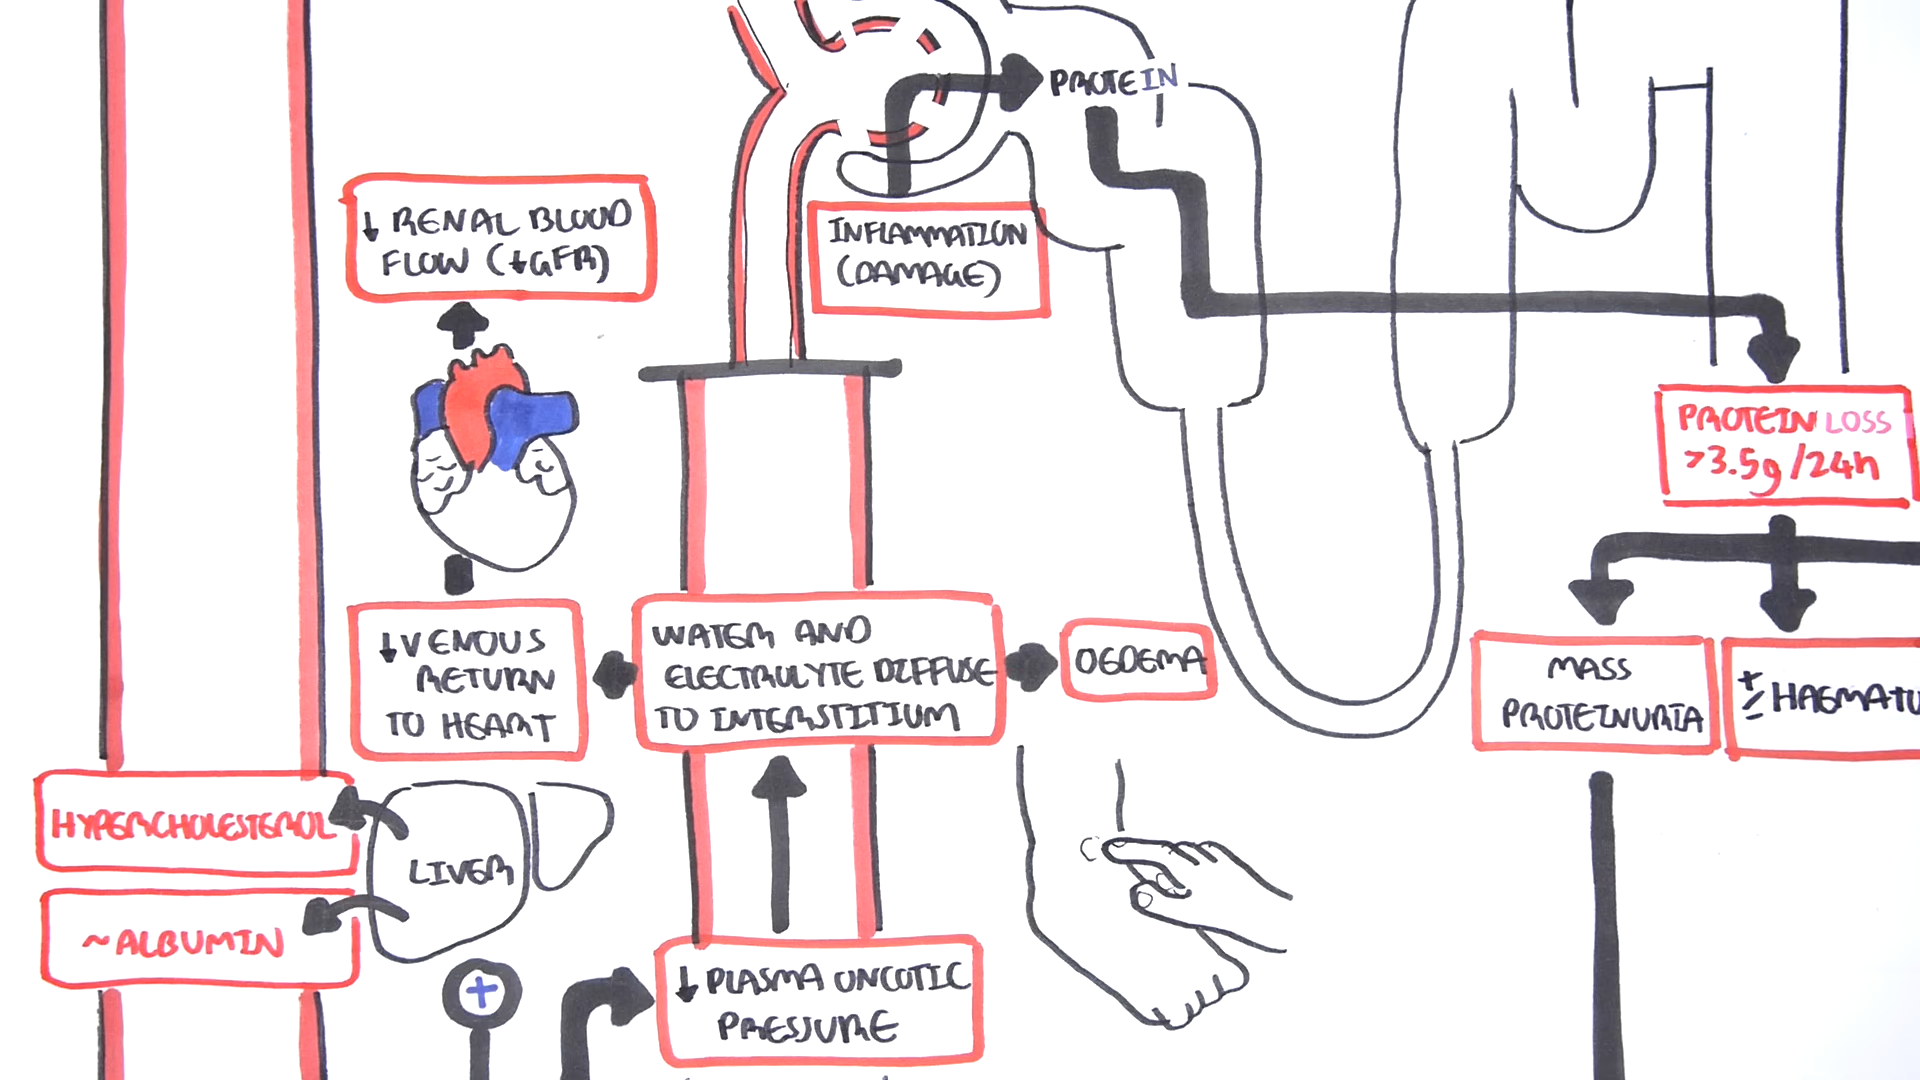 PROTEIN
↓ RENAL BLOOD
FLOW (↓GFR)
INFLAMMATION
(DAMAGE)
PROTEIN LOSS
>3.5g/24h
↓VENOUS
RETURN
TO HEART
WATER AND
ELECTROLYTE DIFFUSE
TO INTERSTITIUM
OEDEMA
MASS
PROTEINURIA
± HAEMATU
HYPERCHOLESTEROL
LIVER
~ALBUMIN
+
↓ PLASMA ONCOTIC
PRESSURE